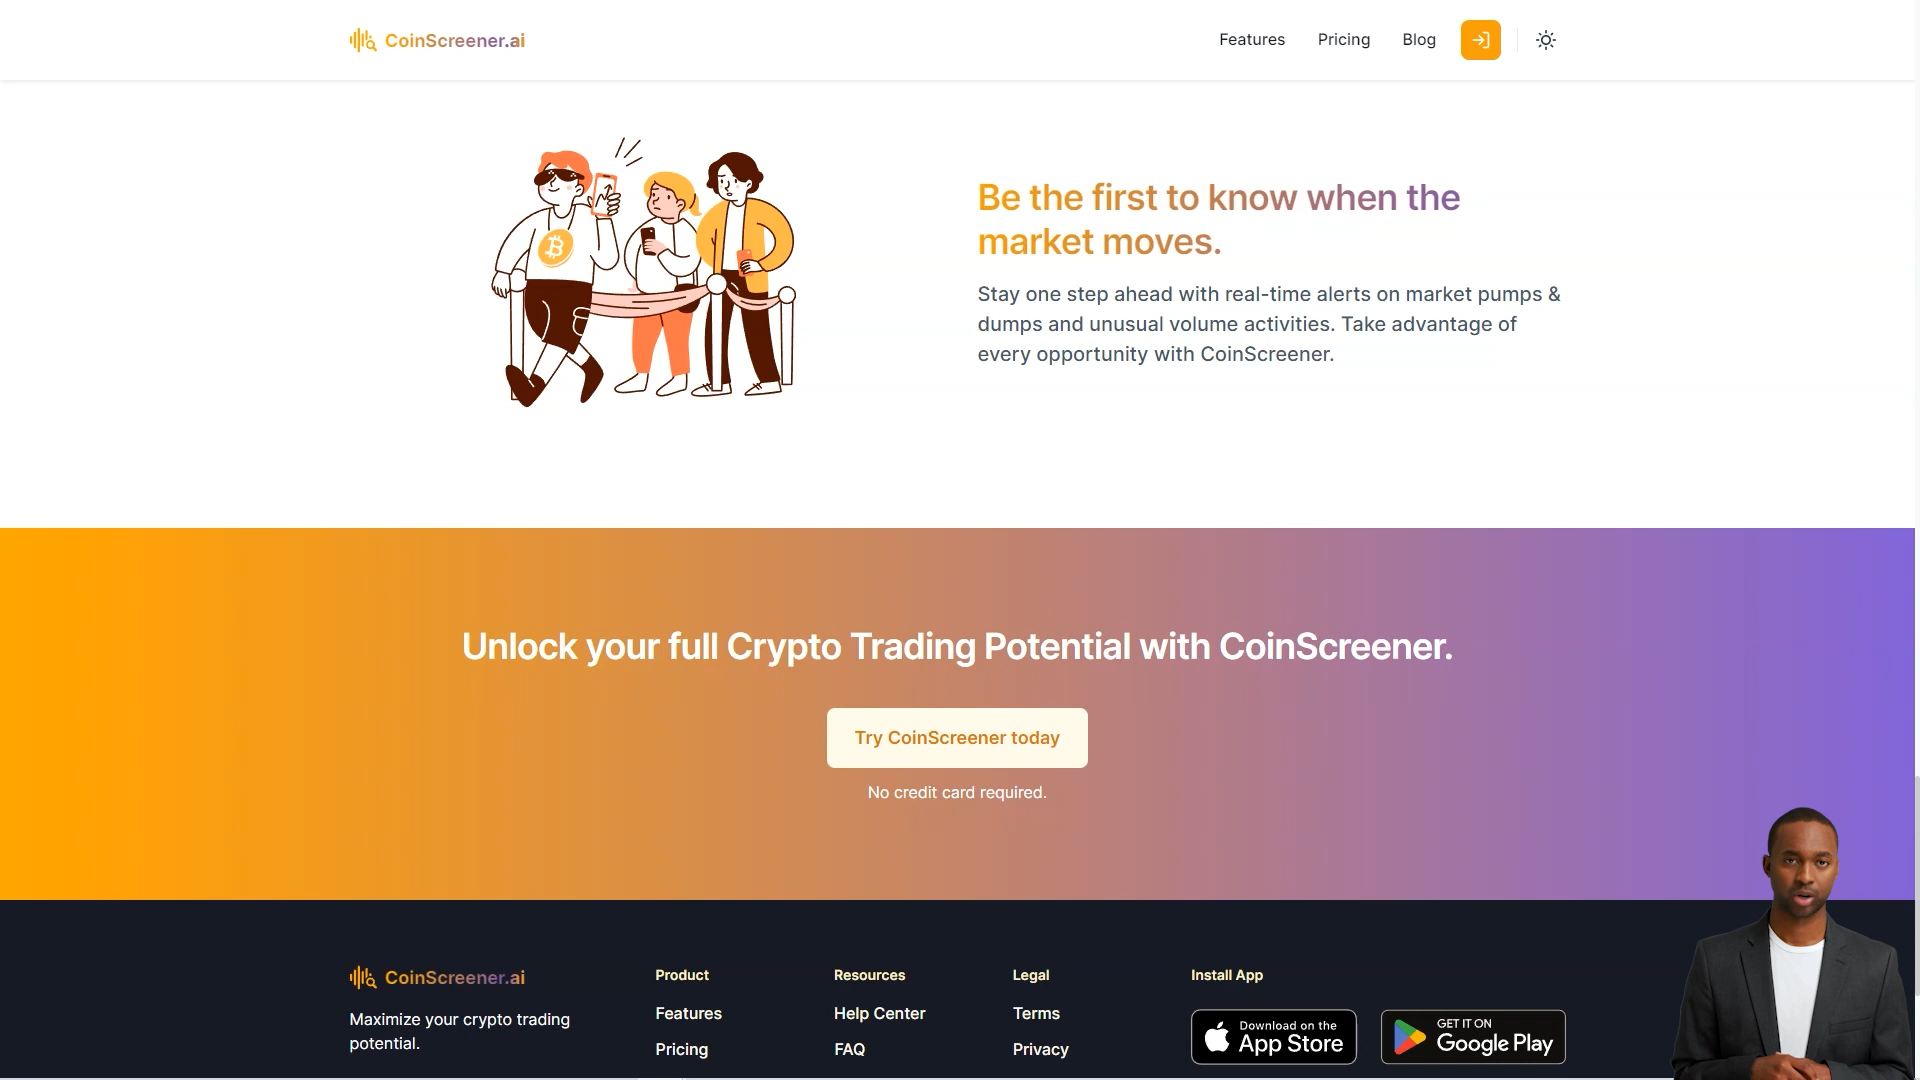 CoinScreener.ai
Features
Pricing
Blog
Be the first to know when the
market moves.
Stay one step ahead with real-time alerts on market pumps &
dumps and unusual volume activities. Take advantage of
every opportunity with CoinScreener.
Unlock your full Crypto Trading Potential with CoinScreener.
Try CoinScreener today
No credit card required.
CoinScreener.ai
Maximize your crypto trading
potential.
Product
Features
Pricing
Resources
Help Center
FAQ
Legal
Terms
Privacy
Install App
Download on the
App Store
GET IT ON
Google Play